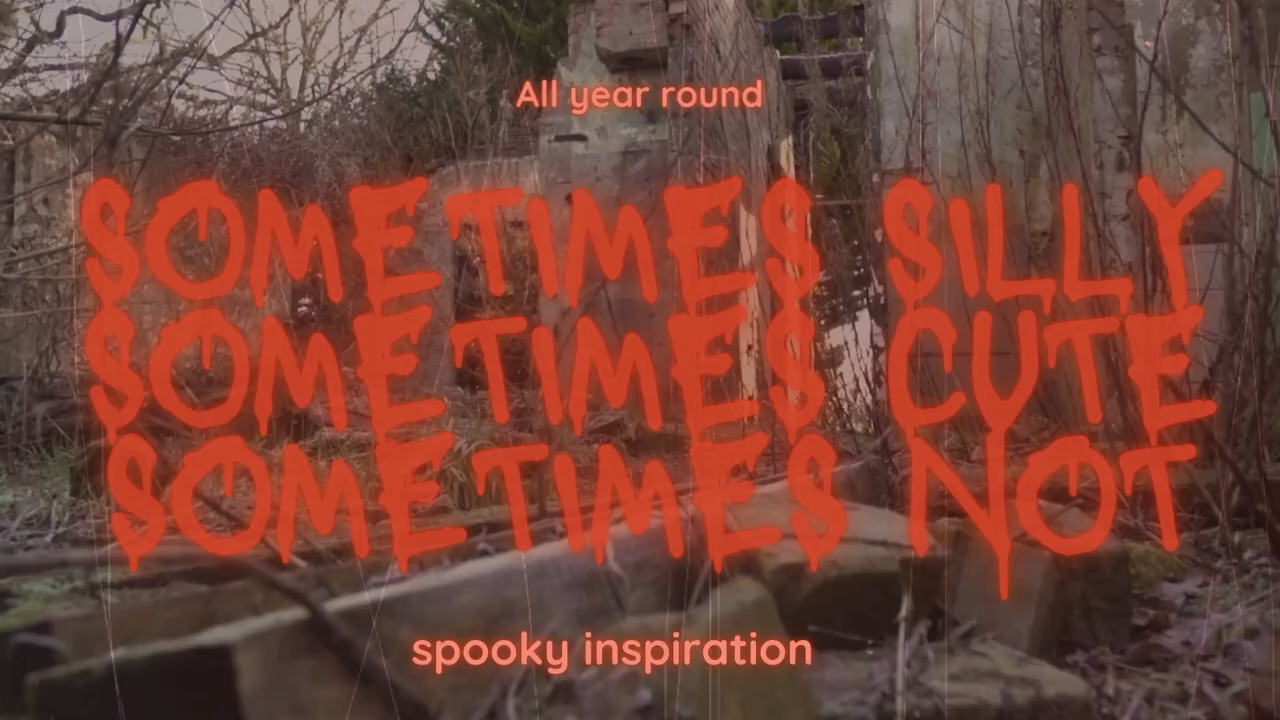 All year round
SOMETIMES SILLY
SOMETIMES CUTE
SOMETIMES NOT
spooky inspiration